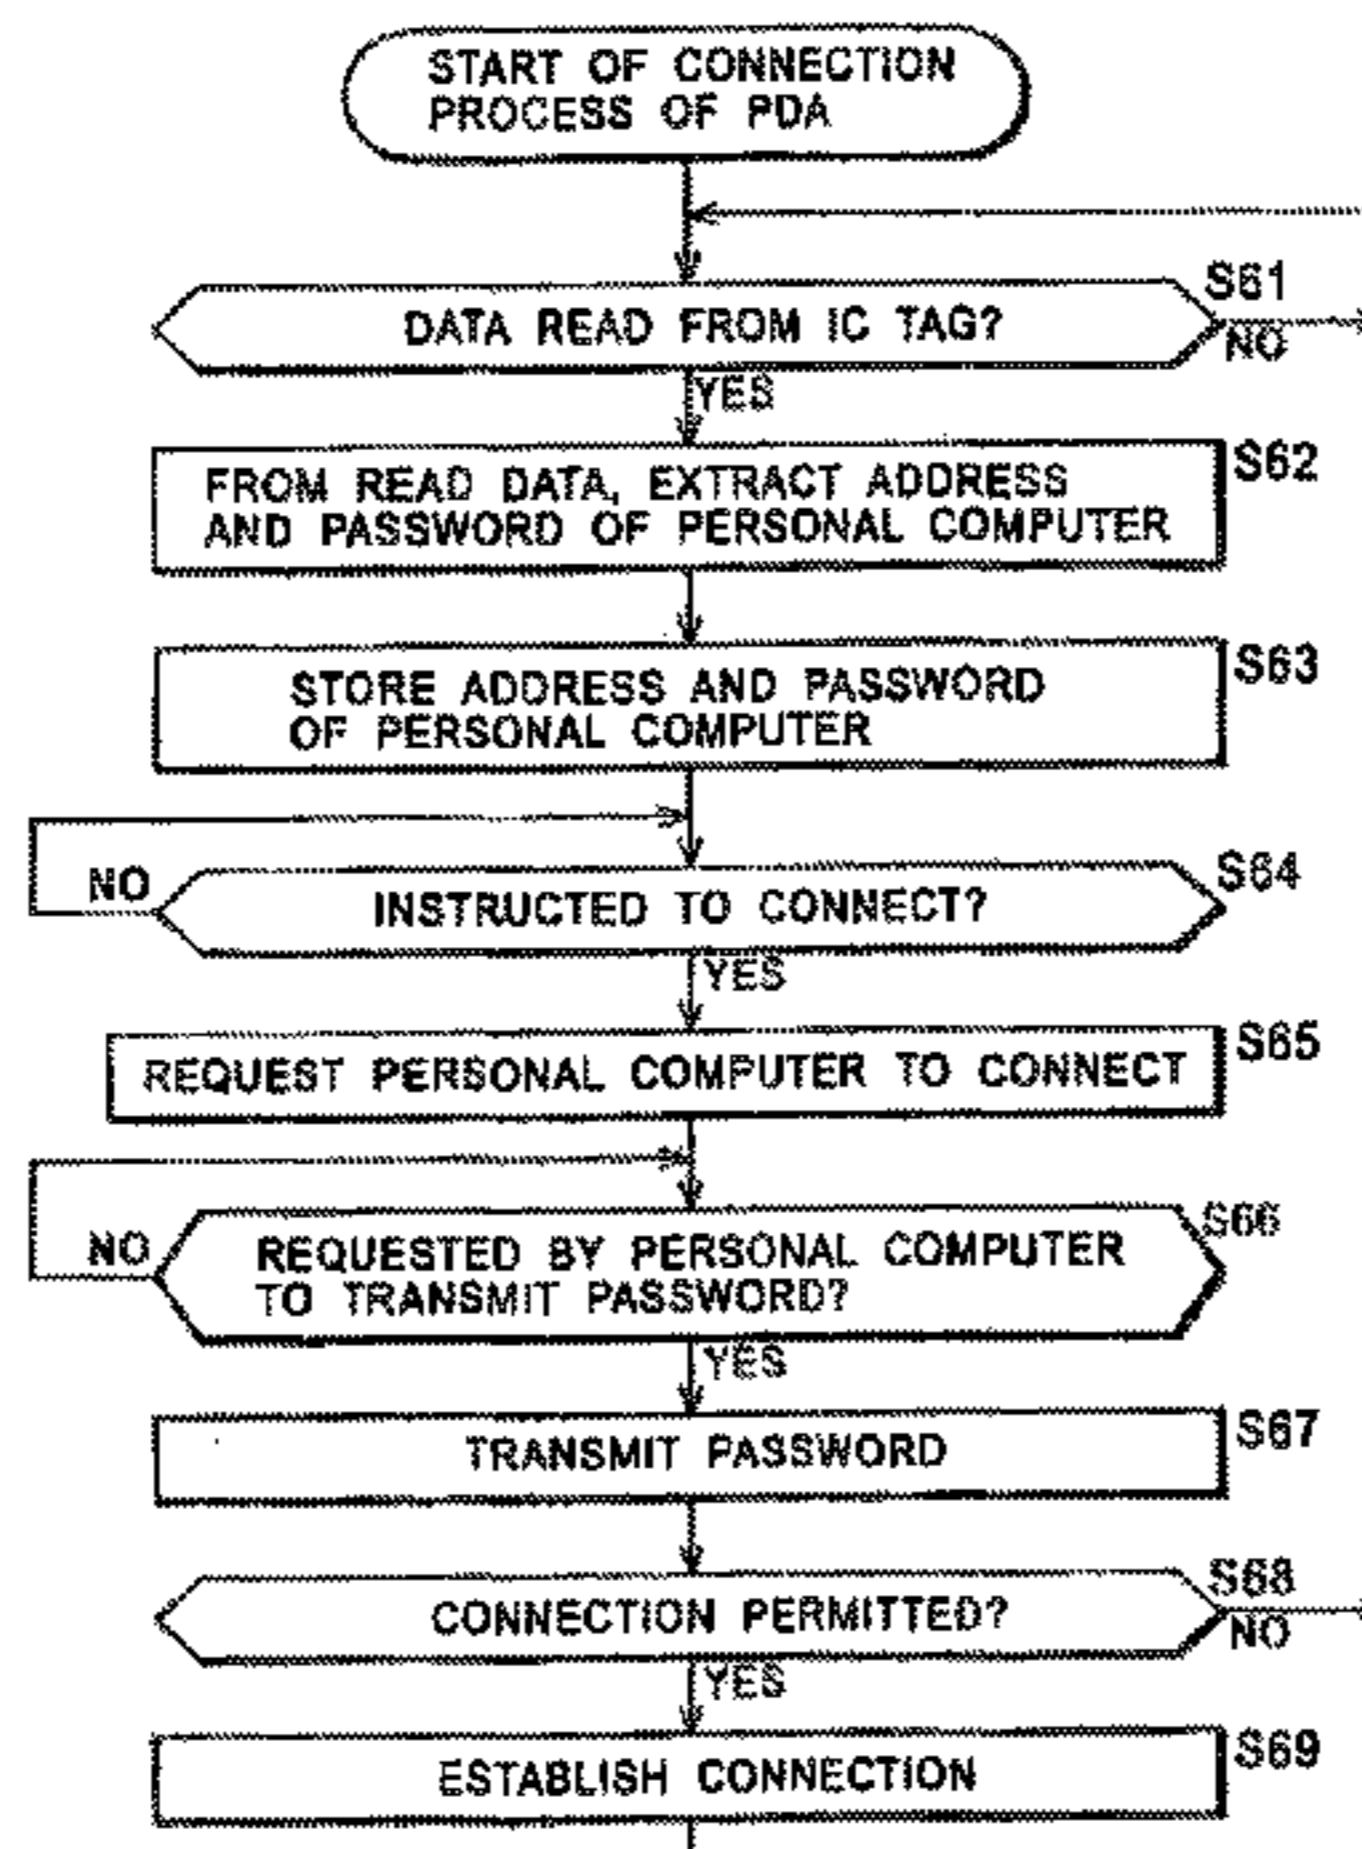 START OF CONNECTION
PROCESS OF PDA
S61
DATA READ FROM IC TAG?
NO
YES
S62
FROM READ DATA, EXTRACT ADDRESS
AND PASSWORD OF PERSONAL COMPUTER
S63
STORE ADDRESS AND PASSWORD
OF PERSONAL COMPUTER
S64
NO
INSTRUCTED TO CONNECT?
YES
S65
REQUEST PERSONAL COMPUTER TO CONNECT
S66
NO
REQUESTED BY PERSONAL COMPUTER
TO TRANSMIT PASSWORD?
YES
S67
TRANSMIT PASSWORD
S68
CONNECTION PERMITTED?
NO
YES
S69
ESTABLISH CONNECTION